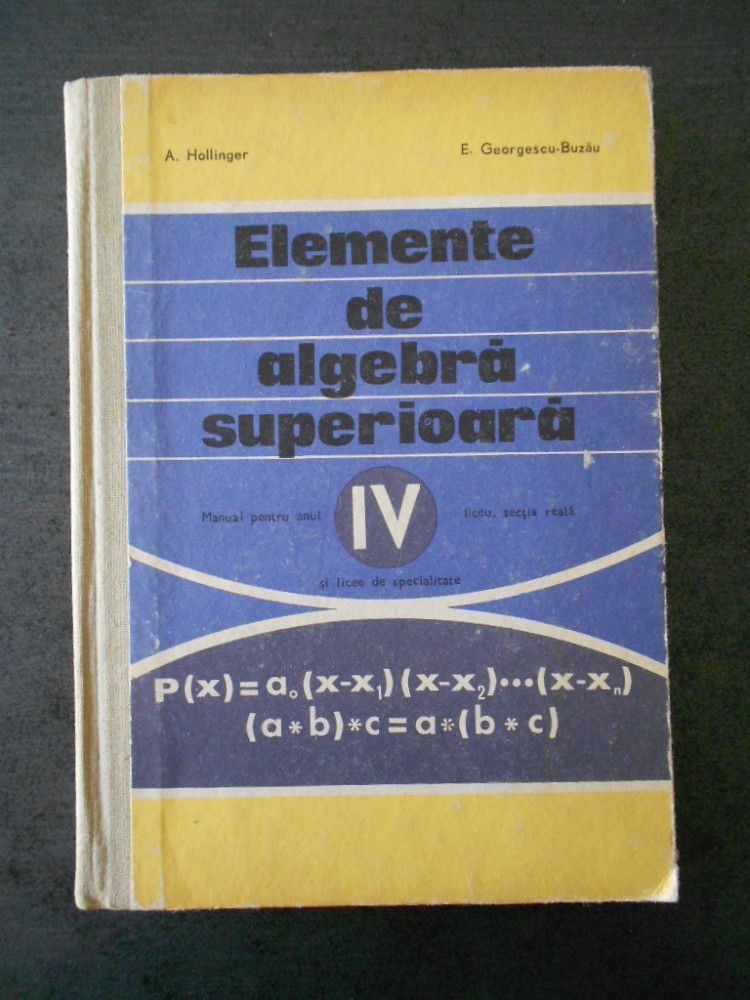 A. Hollinger E. Georgescu-Buzău
Elemente
de
algebră
superioară
Manual pentru anul IV liceu, secția reală
și licee de specialitate
P(x)=a₀(x-x₁)(x-x₂)•••(x-xₙ)
(a*b)*c=a*(b*c)